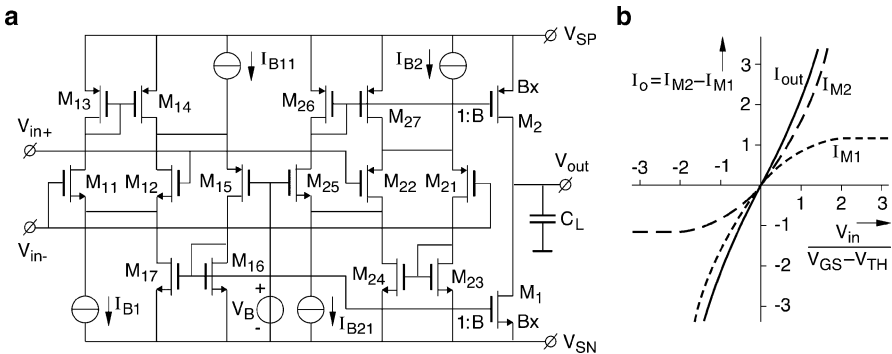 a
V_SP
I_B11
I_B2
M_13
M_14
M_26
M_27
Bx
1:B
M_2
V_in+
V_out
M_11
M_12
M_15
M_25
M_22
M_21
C_L
V_in-
M_17
M_16
M_24
M_23
M_1
I_B1
V_B
+
-
I_B21
1:B
Bx
V_SN
b
I_o=I_M2–I_M1
3
2
1
I_out
I_M2
I_M1
-3
-2
-1
1
2
3
-1
-2
-3
V_in
V_GS–V_TH